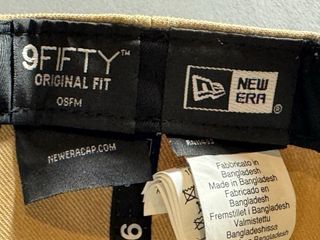 9FIFTY™
ORIGINAL FIT
OSFM
NEW
ERA®
NEWERACAP.COM
Fabbricato in
Bangladesh
Made in Bangladesh
Fabricado en
Bangladesh
Fremstillet i Bangladesh
Valmistettu
Bangladesh